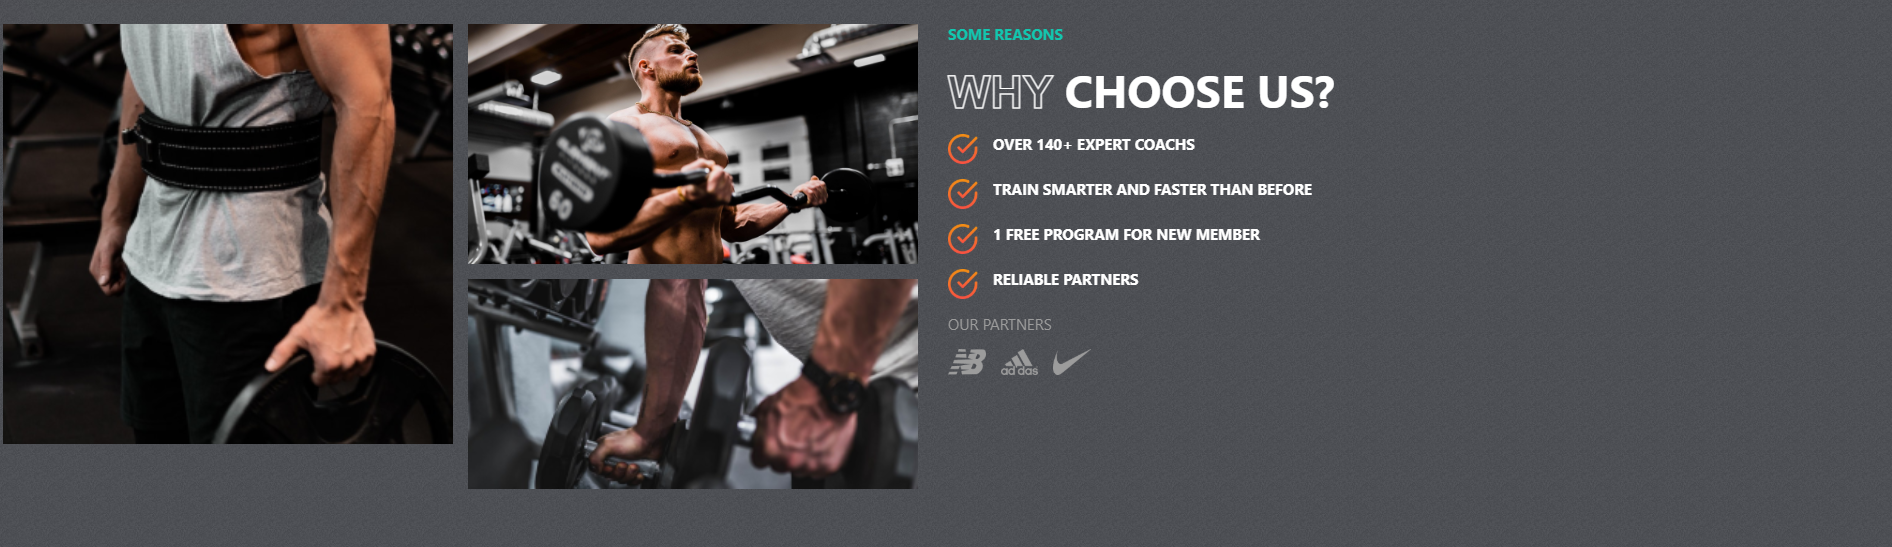 SOME REASONS
WHY CHOOSE US?
OVER 140+ EXPERT COACHS
TRAIN SMARTER AND FASTER THAN BEFORE
1 FREE PROGRAM FOR NEW MEMBER
RELIABLE PARTNERS
OUR PARTNERS
adidas
60